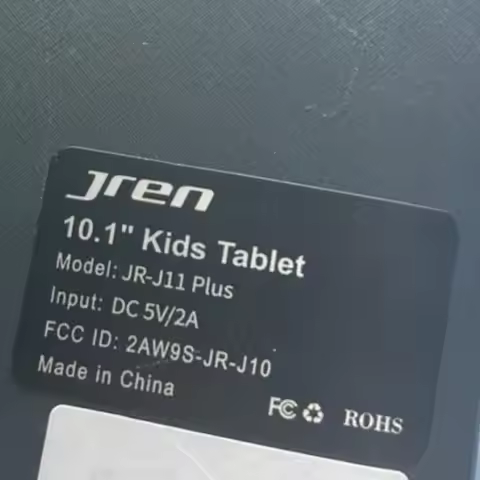 Jren
10.1" Kids Tablet
Model: JR-J11 Plus
Input: DC 5V/2A
FCC ID: 2AW9S-JR-J10
Made in China
FC ROHS